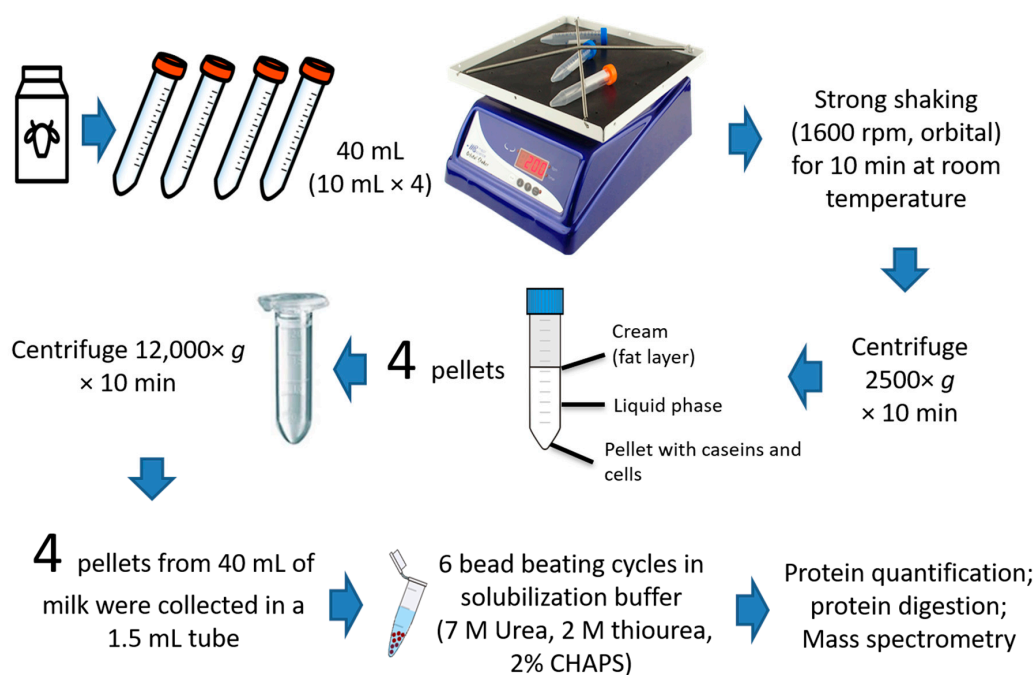 40 mL
(10 mL × 4)
Strong shaking
(1600 rpm, orbital)
for 10 min at room
temperature
Centrifuge
2500× g
× 10 min
Cream
(fat layer)
Liquid phase
Pellet with caseins and
cells
4 pellets
Centrifuge 12,000× g
× 10 min
4 pellets from 40 mL of
milk were collected in a
1.5 mL tube
6 bead beating cycles in
solubilization buffer
(7 M Urea, 2 M thiourea,
2% CHAPS)
Protein quantification;
protein digestion;
Mass spectrometry